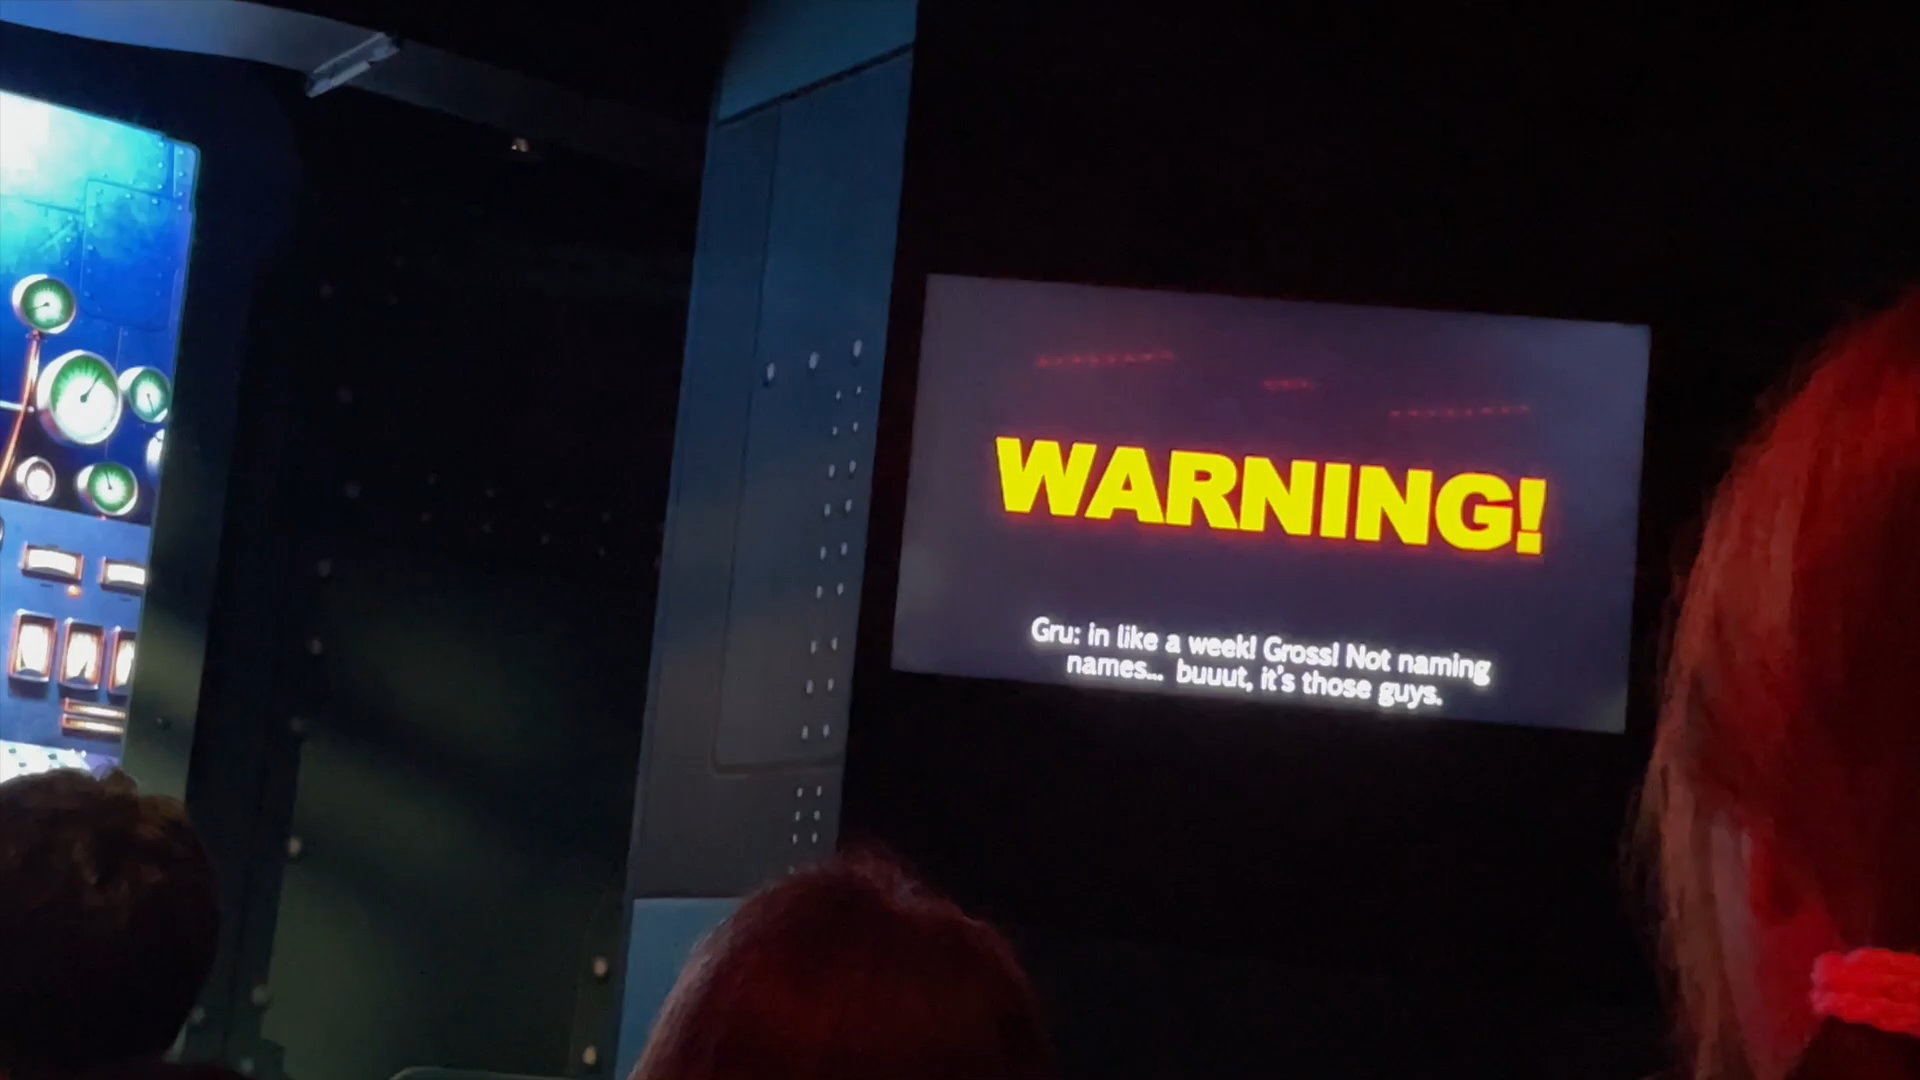 WARNING!
Gru: in like a week! Gross! Not naming
names... buuut, it's those guys.